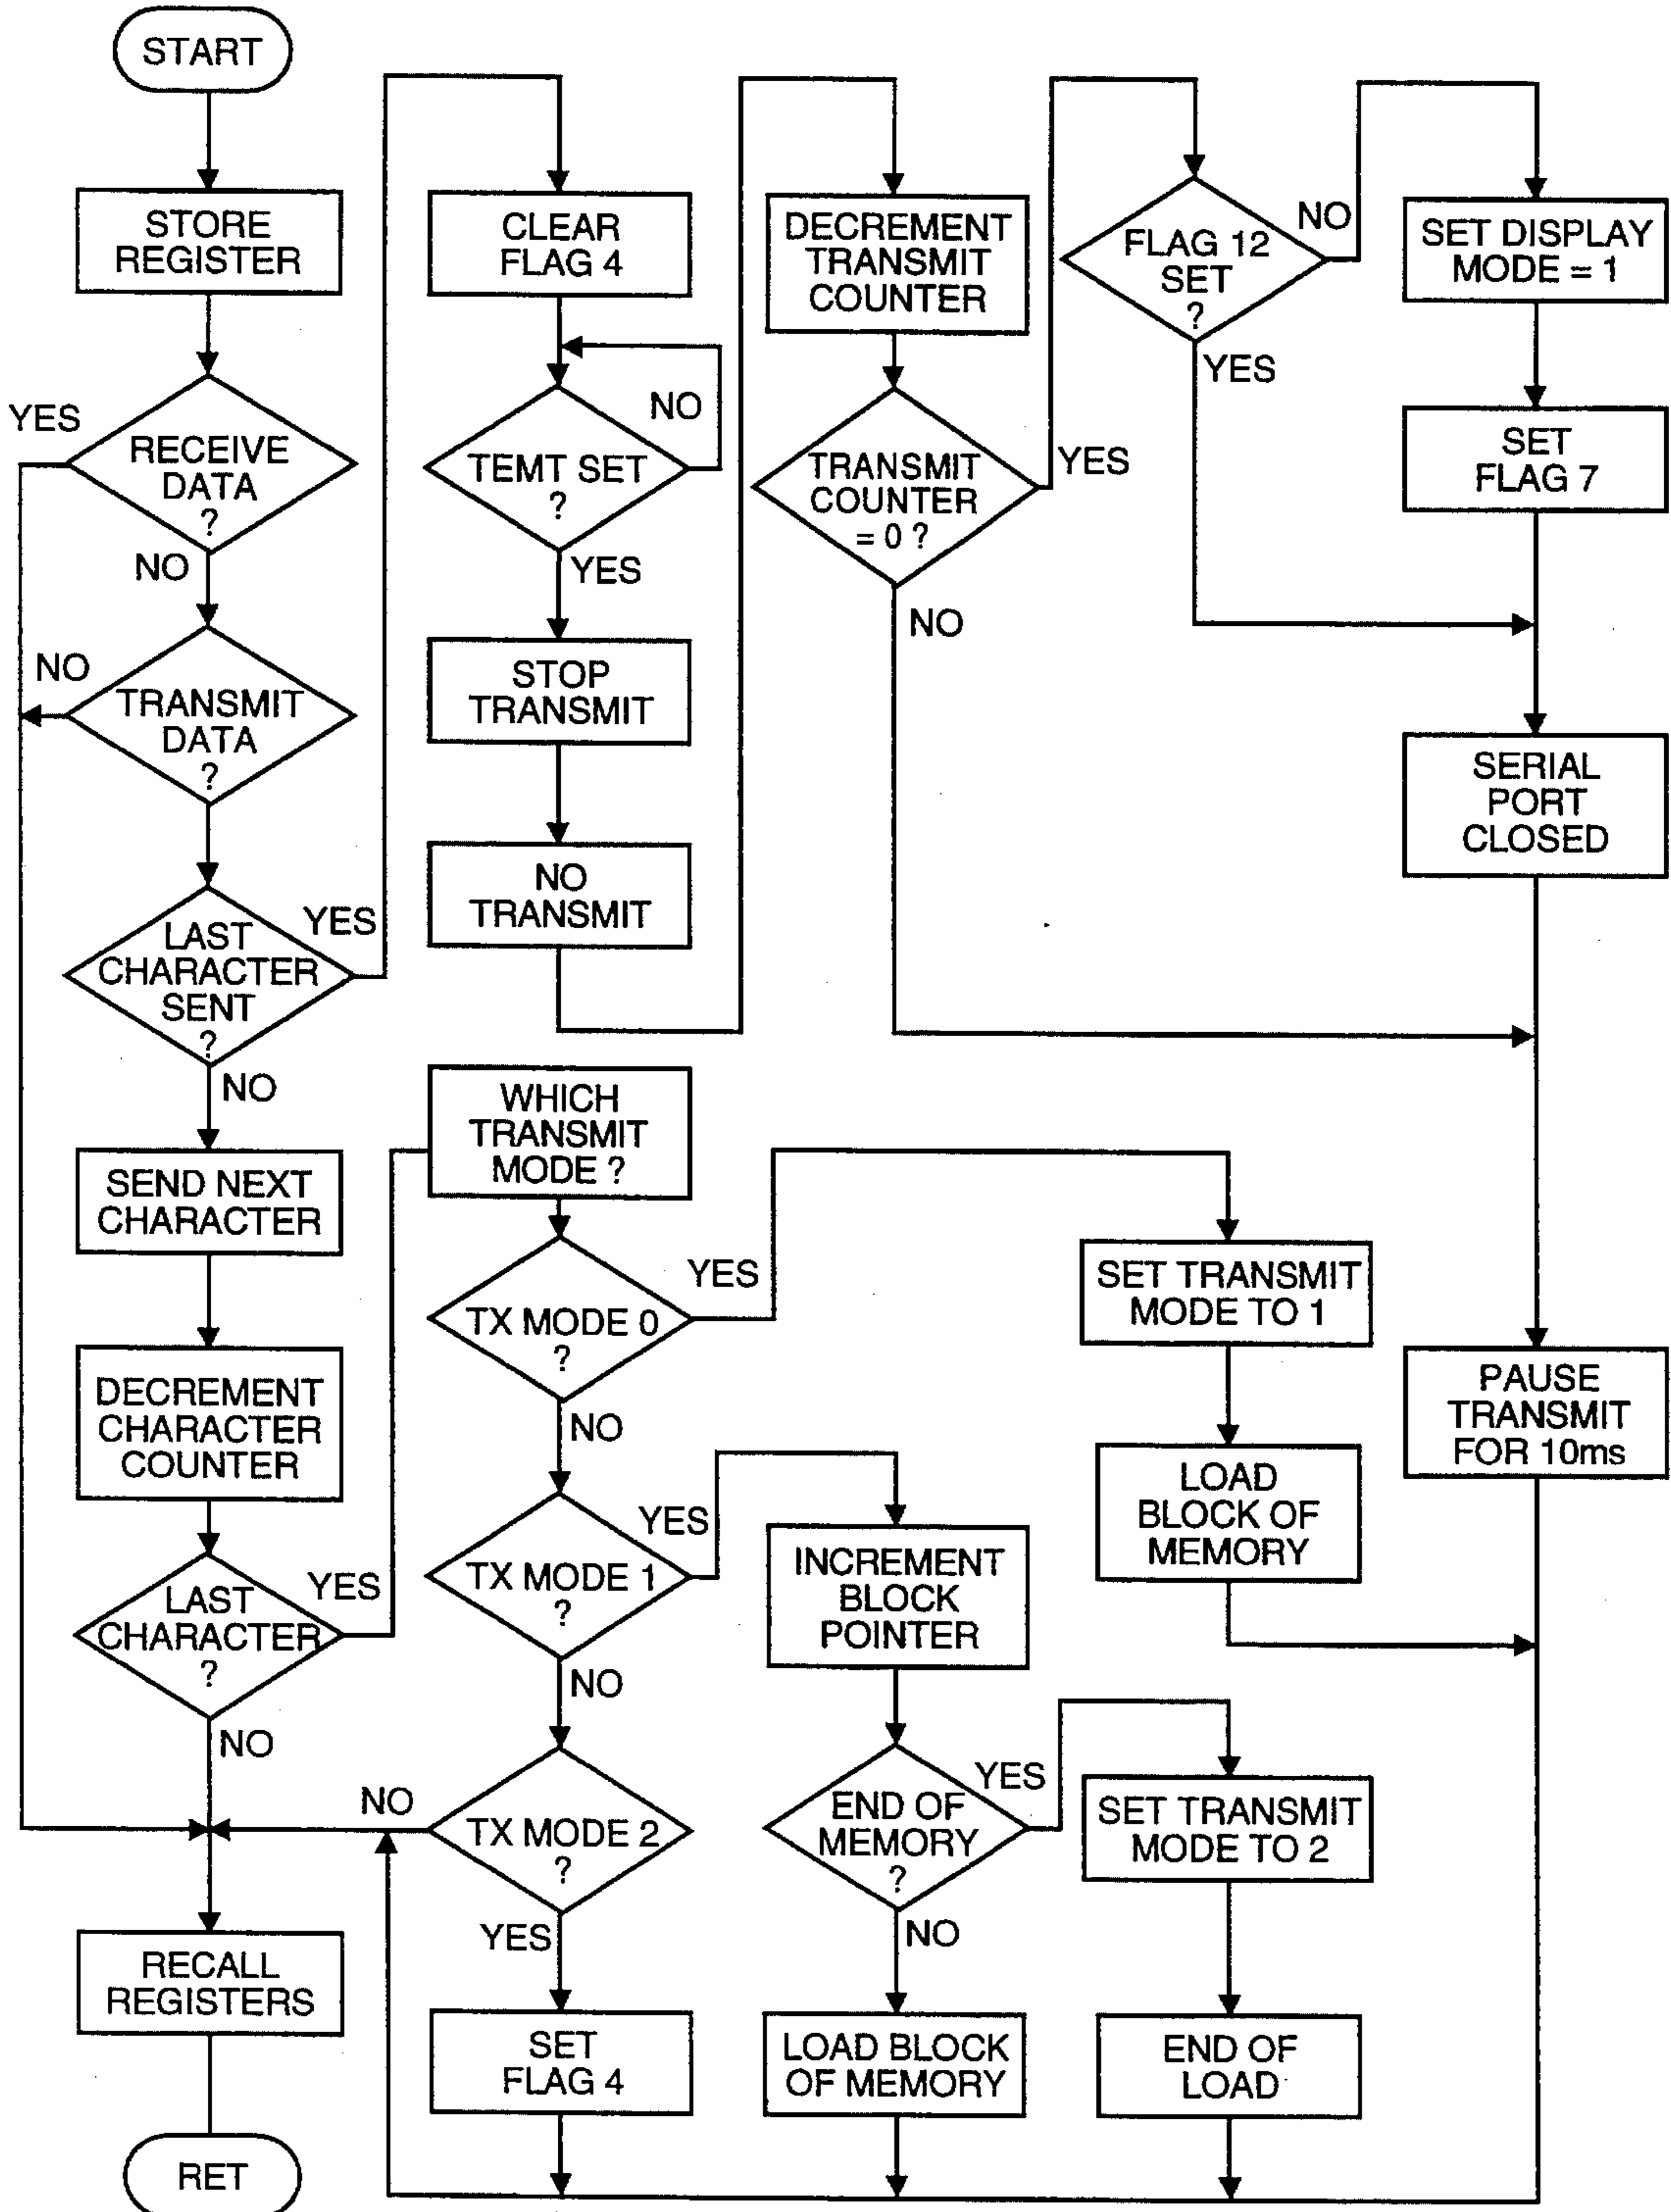 START
STORE
REGISTER
YES
RECEIVE
DATA
?
NO
NO
TRANSMIT
DATA
?
LAST
CHARACTER
SENT
?
YES
NO
SEND NEXT
CHARACTER
DECREMENT
CHARACTER
COUNTER
LAST
CHARACTER
?
YES
NO
RECALL
REGISTERS
RET
CLEAR
FLAG 4
TEMT SET
?
NO
YES
STOP
TRANSMIT
NO
TRANSMIT
WHICH
TRANSMIT
MODE ?
TX MODE 0
?
YES
NO
TX MODE 1
?
YES
NO
TX MODE 2
?
NO
YES
SET
FLAG 4
DECREMENT
TRANSMIT
COUNTER
TRANSMIT
COUNTER
= 0 ?
YES
NO
INCREMENT
BLOCK
POINTER
END OF
MEMORY
?
YES
NO
LOAD BLOCK
OF MEMORY
FLAG 12
SET
?
NO
YES
SET TRANSMIT
MODE TO 1
LOAD
BLOCK OF
MEMORY
SET TRANSMIT
MODE TO 2
END OF
LOAD
SET DISPLAY
MODE = 1
SET
FLAG 7
SERIAL
PORT
CLOSED
PAUSE
TRANSMIT
FOR 10ms